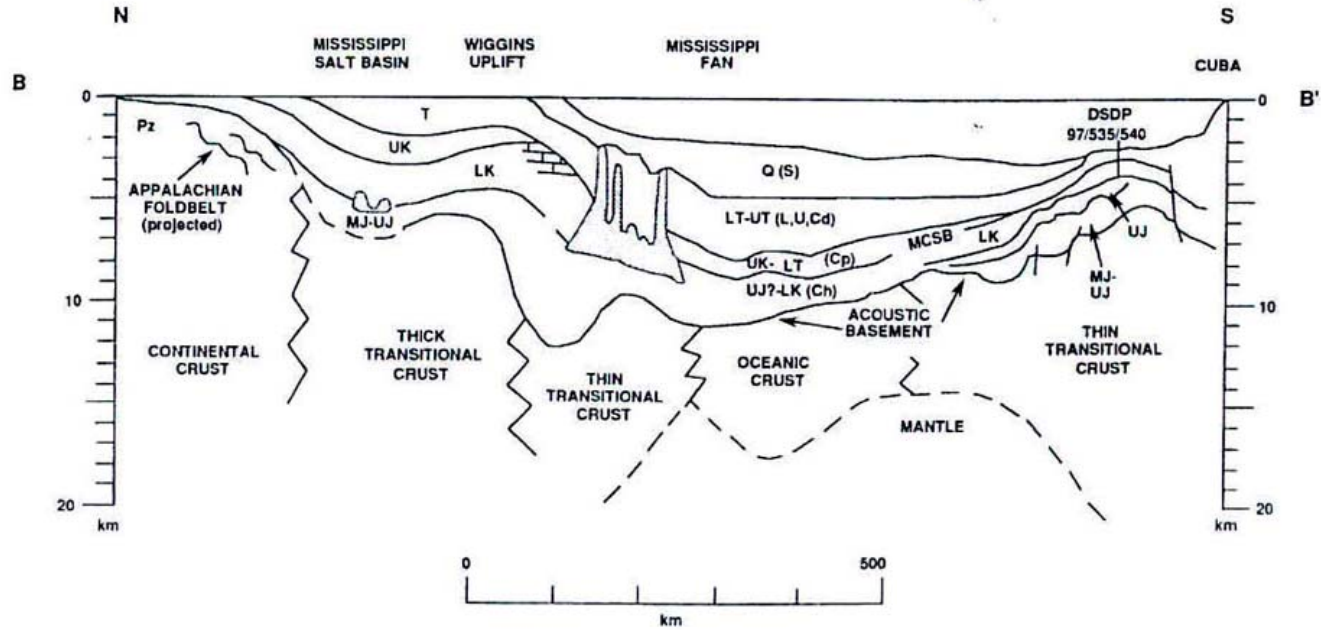 N
S
MISSISSIPPI
SALT BASIN
WIGGINS
UPLIFT
MISSISSIPPI
FAN
CUBA
B
B'
0
0
DSDP
97/535/540
Pz
T
UK
LK
Q (S)
APPALACHIAN
FOLDBELT
(projected)
MJ-UJ
LT-UT (L,U,Cd)
MCSB
LK
UJ
UK- LT (Cp)
UJ?-LK (Ch)
MJ-
UJ
10
10
ACOUSTIC
BASEMENT
CONTINENTAL
CRUST
THICK
TRANSITIONAL
CRUST
THIN
TRANSITIONAL
CRUST
OCEANIC
CRUST
THIN
TRANSITIONAL
CRUST
MANTLE
20
km
20
km
0
500
km